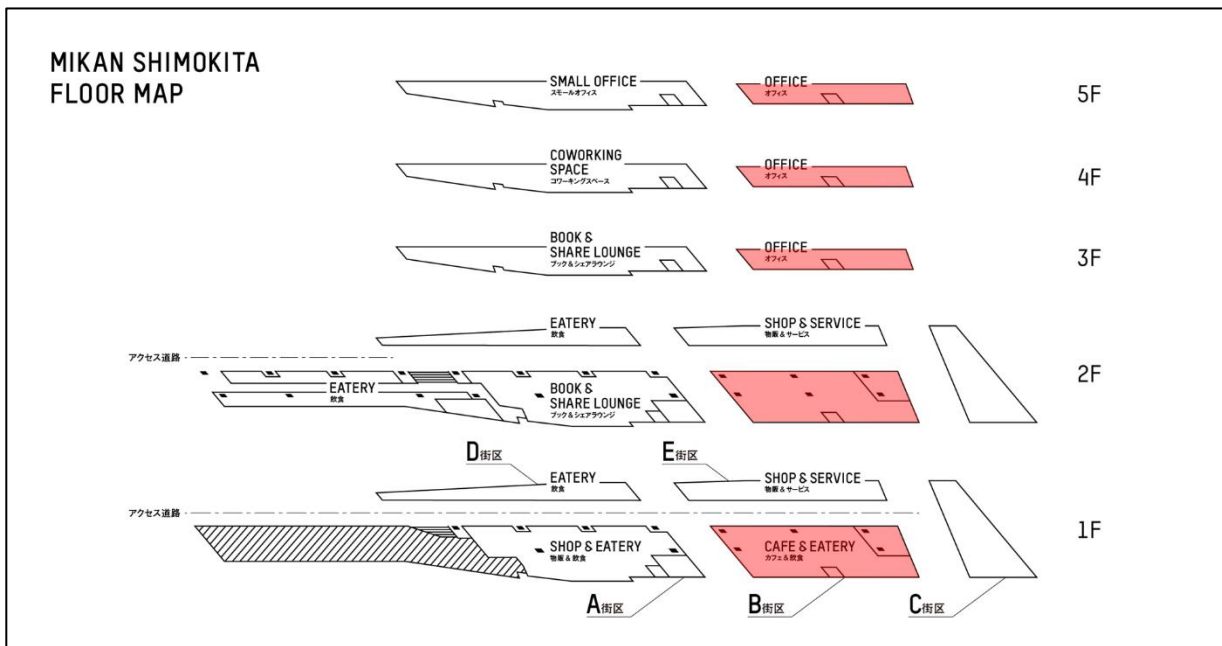 MIKAN SHIMOKITA
FLOOR MAP
SMALL OFFICE
スモールオフィス
OFFICE
オフィス
5F
COWORKING
SPACE
コワーキングスペース
OFFICE
オフィス
4F
BOOK &
SHARE LOUNGE
ブック&シェアラウンジ
OFFICE
オフィス
3F
EATERY
飲食
SHOP & SERVICE
物販&サービス
アクセス道路
2F
EATERY
飲食
BOOK &
SHARE LOUNGE
ブック&シェアラウンジ
D街区
E街区
EATERY
飲食
SHOP & SERVICE
物販&サービス
アクセス道路
1F
SHOP & EATERY
物販&飲食
CAFE & EATERY
カフェ&飲食
A街区
B街区
C街区